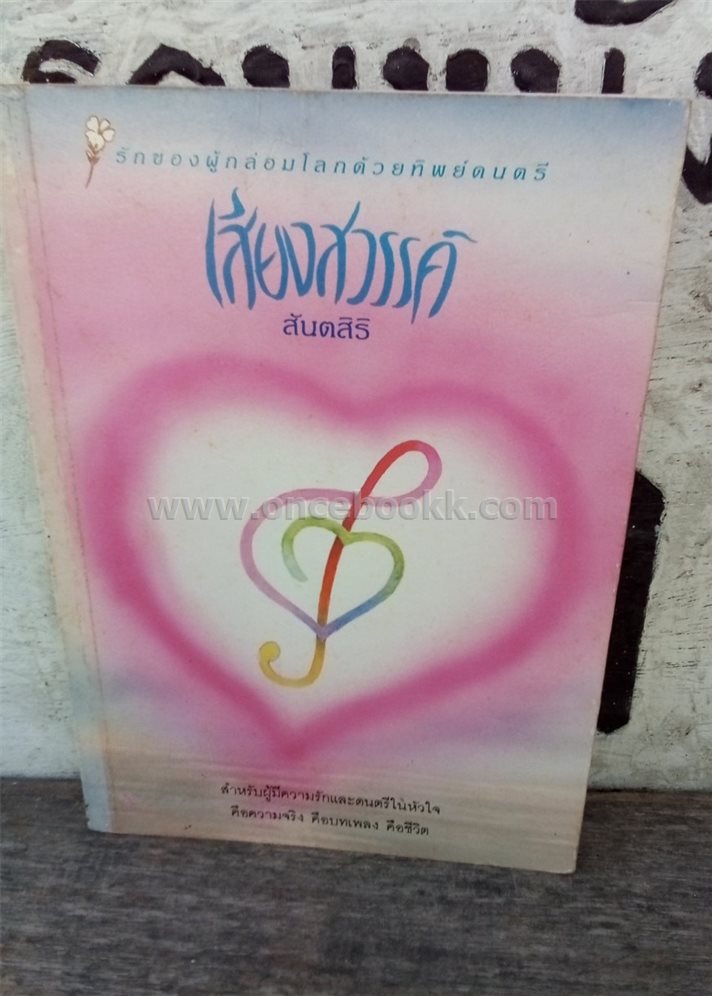 รักของผู้กล่อมโลกด้วยทิพย์ดนตรี
เสียงสวรรค์
สันตสิริ
www.oncebookk.com
สำหรับผู้มีความรักและดนตรีในหัวใจ
คือความจริง คือบทเพลง คือชีวิต